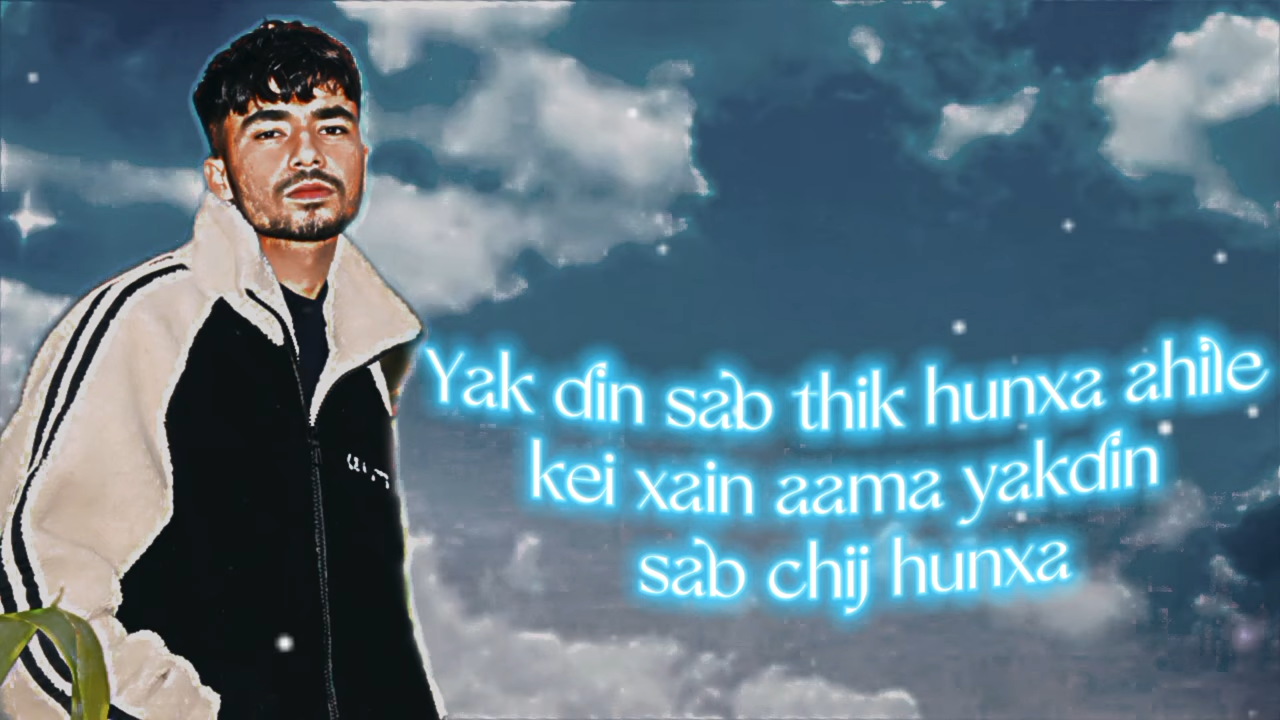 Yak din sab thik hunxa ahile
kei xain aama yakdin
sab chij hunxa